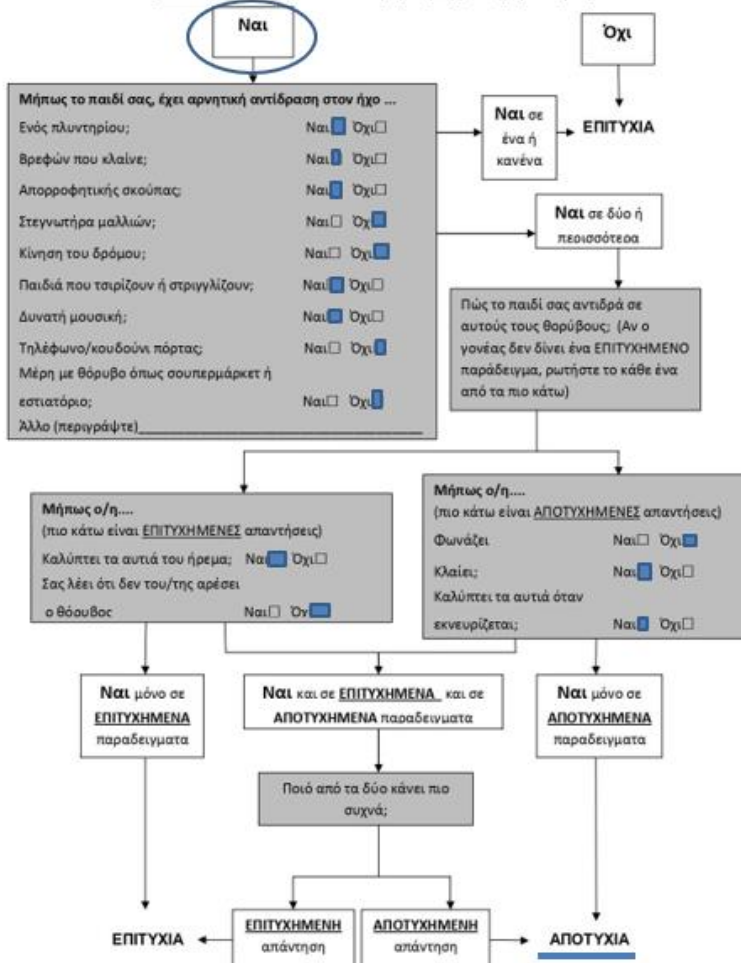 Ναι
Όχι
Μήπως το παιδί σας, έχει αρνητική αντίδραση στον ήχο ...
Ενός πλυντηρίου; Ναι Όχι☐
Βρεφών που κλαίνε; Ναι Όχι☐
Απορροφητικής σκούπας; Ναι Όχι☐
Στεγνωτήρα μαλλιών; Ναι☐ Όχι
Κίνηση του δρόμου; Ναι☐ Όχι
Παιδιά που τσιρίζουν ή στριγγλίζουν; Ναι Όχι☐
Δυνατή μουσική; Ναι Όχι☐
Τηλέφωνο/κουδούνι πόρτας; Ναι☐ Όχι
Μέρη με θόρυβο όπως σουπερμάρκετ ή
εστιατόριο; Ναι☐ Όχι
Άλλο (περιγράψτε)
Ναι σε
ένα ή
κανένα
ΕΠΙΤΥΧΙΑ
Ναι σε δύο ή
περισσότερα
Πώς το παιδί σας αντιδρά σε
αυτούς τους θορύβους; (Αν ο
γονέας δεν δίνει ένα ΕΠΙΤΥΧΗΜΕΝΟ
παράδειγμα, ρωτήστε το κάθε ένα
από τα πιο κάτω)
Μήπως ο/η....
(πιο κάτω είναι ΕΠΙΤΥΧΗΜΕΝΕΣ απαντήσεις)
Καλύπτει τα αυτιά του ήρεμα; Ναι Όχι☐
Σας λέει ότι δεν του/της αρέσει
ο θόρυβος Ναι☐
Μήπως ο/η....
(πιο κάτω είναι ΑΠΟΤΥΧΗΜΕΝΕΣ απαντήσεις)
Φωνάζει Ναι☐ Όχι
Κλαίει; Ναι Όχι☐
Καλύπτει τα αυτιά όταν
εκνευρίζεται; Ναι Όχι☐
Ναι μόνο σε
ΕΠΙΤΥΧΗΜΕΝΑ
παραδειγματα
Ναι και σε ΕΠΙΤΥΧΗΜΕΝΑ και σε
ΑΠΟΤΥΧΗΜΕΝΑ παραδειγματα
Ναι μόνο σε
ΑΠΟΤΥΧΗΜΕΝΑ
παραδειγματα
Ποιό από τα δύο κάνει πιο
συχνά;
ΕΠΙΤΥΧΙΑ
ΕΠΙΤΥΧΗΜΕΝΗ
απάντηση
ΑΠΟΤΥΧΗΜΕΝΗ
απάντηση
ΑΠΟΤΥΧΙΑ